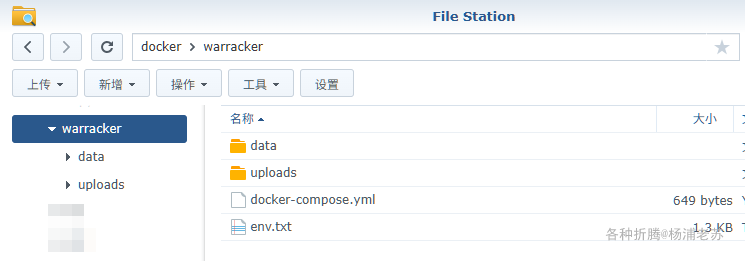 File Station
docker > warracker
上传 新增 操作 工具 设置
warracker
data
uploads
名称 大小
data
uploads
docker-compose.yml 649 bytes
env.txt 1.3 KB
各种折腾@杨浦老苏